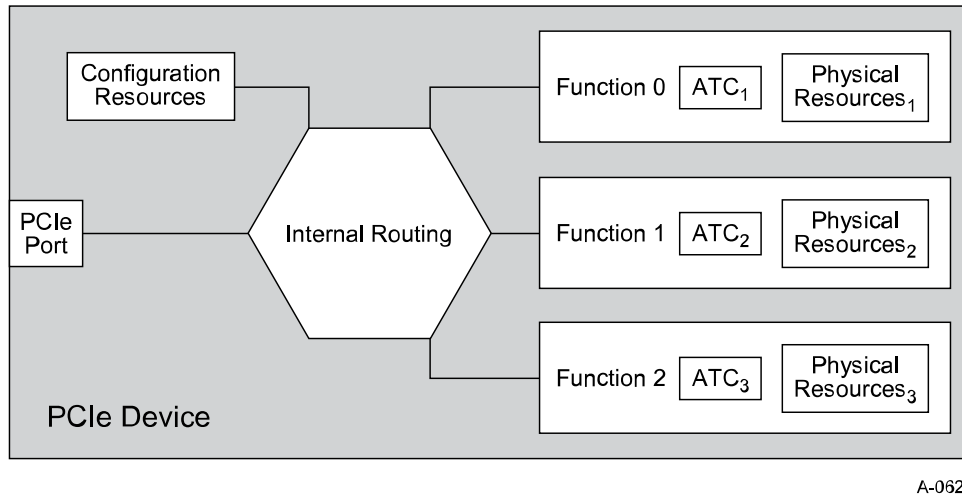 Configuration
Resources
Function 0 ATC₁ Physical
Resources₁
PCIe
Port
Internal Routing
Function 1 ATC₂ Physical
Resources₂
Function 2 ATC₃ Physical
Resources₃
PCIe Device
A-062